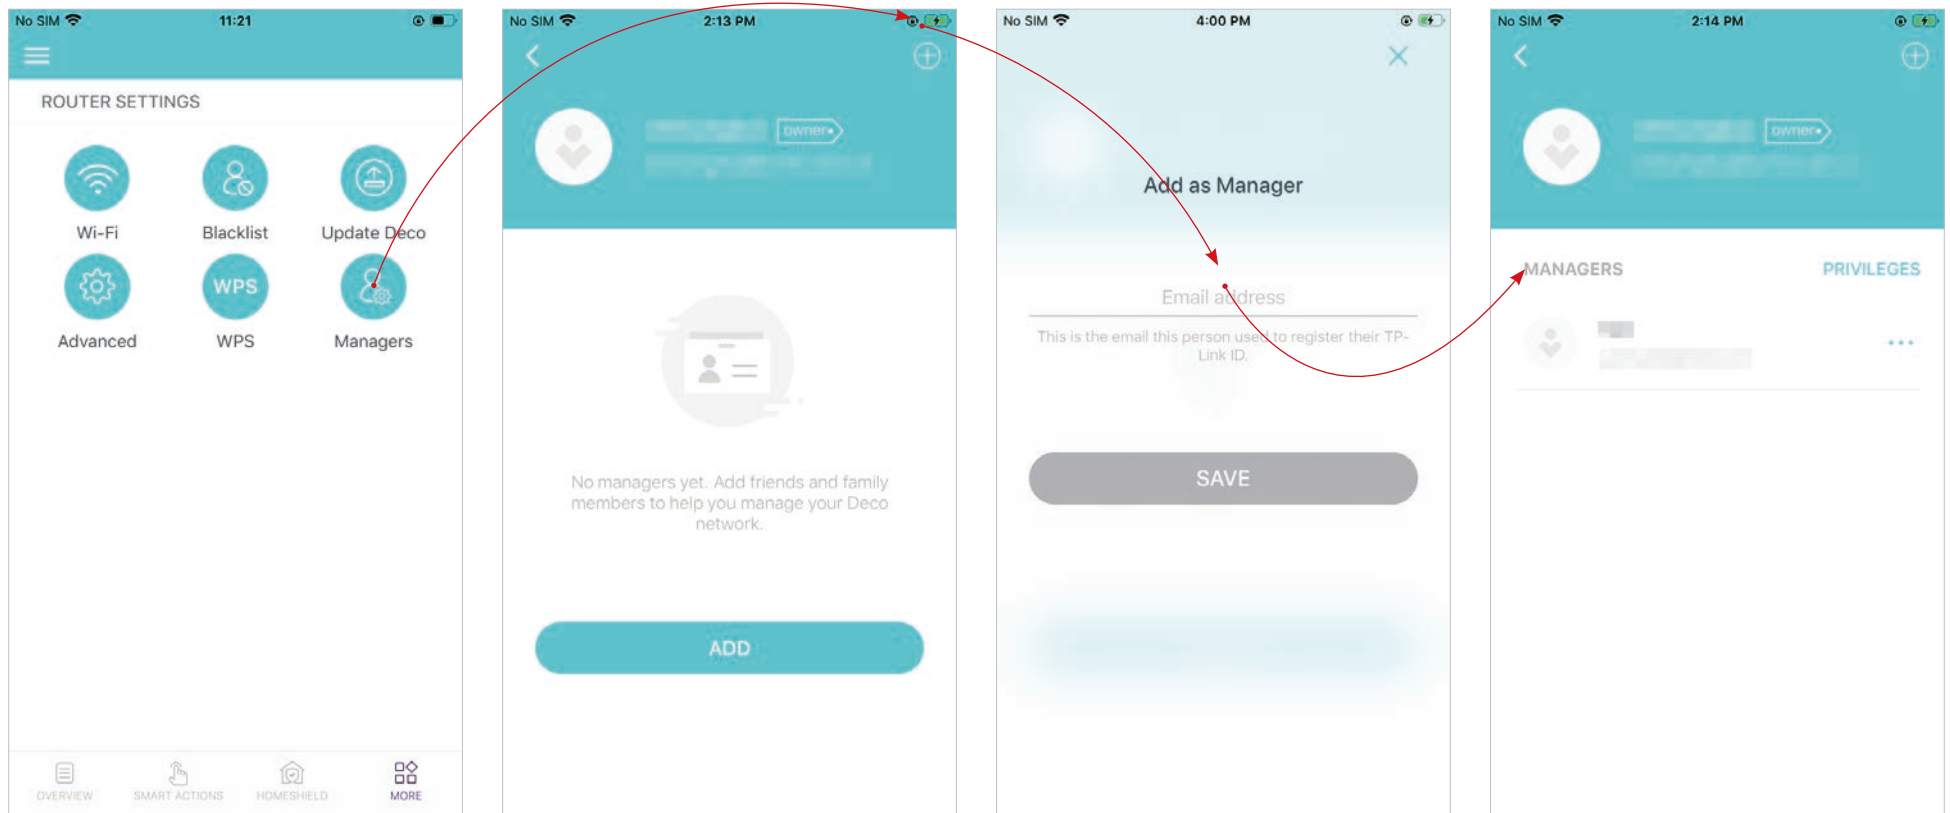 No SIM 11:21
ROUTER SETTINGS
Wi-Fi Blacklist Update Deco
WPS
Advanced WPS Managers
OVERVIEW SMART ACTIONS HOMESHIELD MORE
No SIM 2:13 PM
owner
No managers yet. Add friends and family
members to help you manage your Deco
network.
ADD
No SIM 4:00 PM
Add as Manager
Email address
This is the email this person used to register their TP-
Link ID.
SAVE
No SIM 2:14 PM
owner
MANAGERS PRIVILEGES